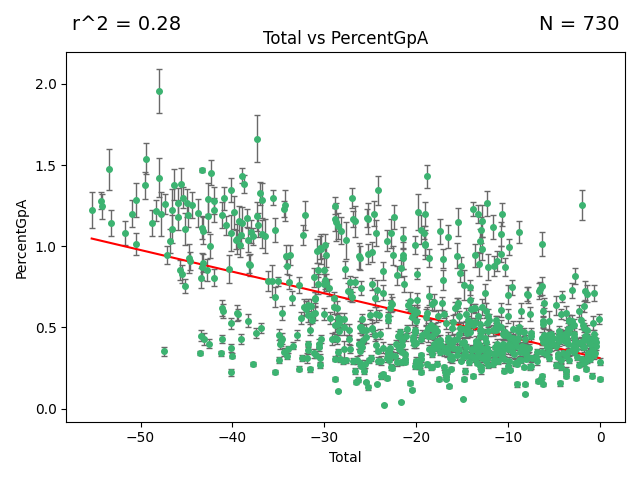 r^2 = 0.28
N = 730
Total vs PercentGpA
2.0
1.5
1.0
0.5
0.0
PercentGpA
−50
−40
−30
−20
−10
0
Total